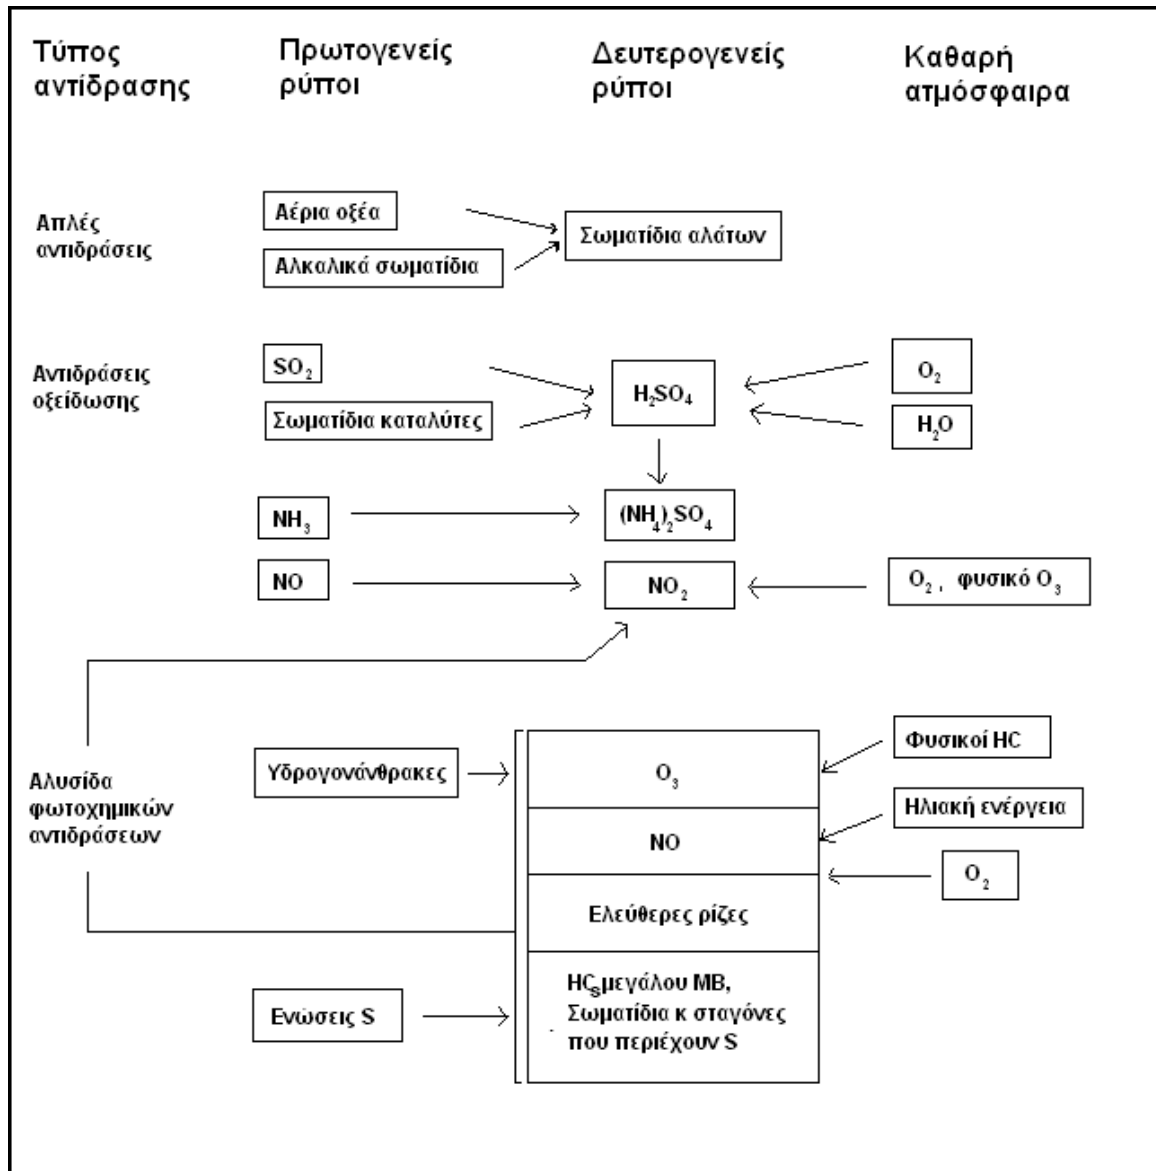 Τύπος
αντίδρασης
Πρωτογενείς
ρύποι
Δευτερογενείς
ρύποι
Καθαρή
ατμόσφαιρα
Απλές
αντιδράσεις
Αέρια οξέα
Αλκαλικά σωματίδια
Σωματίδια αλάτων
Αντιδράσεις
οξείδωσης
SO₂
Σωματίδια καταλύτες
H₂SO₄
O₂
H₂O
NH₃
(NH₄)₂SO₄
NO
NO₂
O₂ , φυσικό O₃
Αλυσίδα
φωτοχημικών
αντιδράσεων
Υδρογονάνθρακες
O₃
Φυσικοί HC
NO
Ηλιακή ενέργεια
O₂
Ελεύθερες ρίζες
Ενώσεις S
HCₛ μεγάλου ΜΒ,
Σωματίδια κ σταγόνες
που περιέχουν S